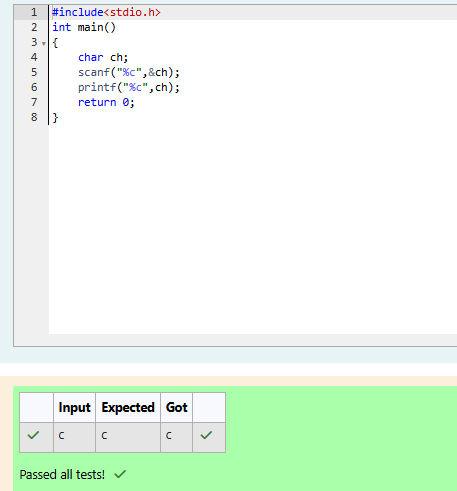 1 #include<stdio.h>
2 int main()
3 {
4     char ch;
5     scanf("%c",&ch);
6     printf("%c",ch);
7     return 0;
8 }
Input Expected Got
c c c
Passed all tests!